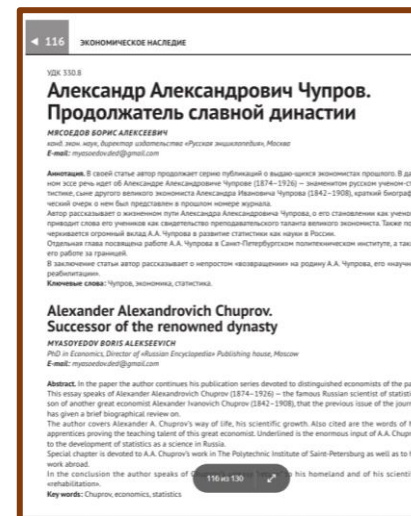 116 ЭКОНОМИЧЕСКОЕ НАСЛЕДИЕ
УДК 330.8
Александр Александрович Чупров.
Продолжатель славной династии
МЯСОЕДОВ БОРИС АЛЕКСЕЕВИЧ
канд. экон. наук, директор издательства «Русская энциклопедия», Москва
E-mail: myasoedov.ded@gmail.com
Аннотация. В своей статье автор продолжает серию публикаций о выдаю-щихся экономистах прошлого. В да
ном эссе речь идет об Александре Александровиче Чупрове (1874–1926) — знаменитом русском ученом-ст
тистике, сыне другого великого экономиста Александра Ивановича Чупрова (1842–1908), краткий биограф
ческий очерк о нем был представлен в прошлом номере журнала.
Автор рассказывает о жизненном пути Александра Александровича Чупрова, о его становлении как учено
приводит слова его учеников как свидетельство преподавательского таланта великого экономиста. Также по
черкивается огромный вклад А.А. Чупрова в развитие статистики как науки в России.
Отдельная глава посвящена работе А.А. Чупрова в Санкт-Петербургском политехническом институте, а так
его работе за границей.
В заключение статьи автор рассказывает о непростом «возвращении» на родину А.А. Чупрова, его «научн
реабилитации».
Ключевые слова: Чупров, экономика, статистика.
Alexander Alexandrovich Chuprov.
Successor of the renowned dynasty
MYASOYEDOV BORIS ALEKSEEVICH
PhD in Economics, Director of «Russian Encyclopedia» Publishing house, Moscow
E-mail: myasoedov.ded@gmail.com
Abstract. In the paper the author continues his publication series devoted to distinguished economists of the pa
This essay speaks of Alexander Alexandrovich Chuprov (1874–1926) — the famous Russian scientist of statisti
son of another great economist Alexander Ivanovich Chuprov (1842–1908), that the previous issue of the journ
has given a brief biographical review on.
The author covers Alexander A. Chuprov's way of life, his scientific growth. Also cited are the words of h
apprentices proving the teaching talent of this great economist. Underlined is the enormous input of A.A. Chup
to the development of statistics as a science in Russia.
Special chapter is devoted to A.A. Chuprov's work in The Polytechnic Institute of Saint-Petersburg as well as to h
work abroad.
In the conclusion the author speaks of his homeland and of his scienti
«rehabilitation».
Key words: Chuprov, economics, statistics
116 из 130